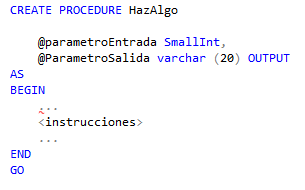 CREATE PROCEDURE HazAlgo
@parametroEntrada SmallInt,
@ParametroSalida varchar (20) OUTPUT
AS
BEGIN
...
<instrucciones>
...
END
GO